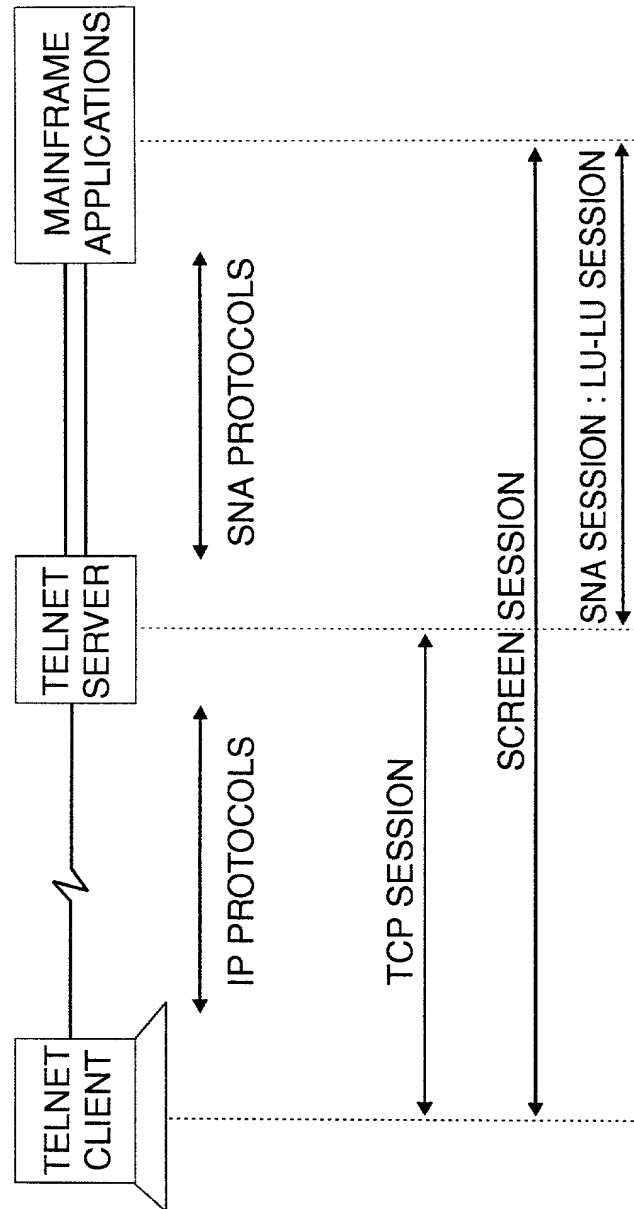 TELNET
CLIENT
TELNET
SERVER
MAINFRAME
APPLICATIONS
IP PROTOCOLS
SNA PROTOCOLS
TCP SESSION
SCREEN SESSION
SNA SESSION : LU-LU SESSION